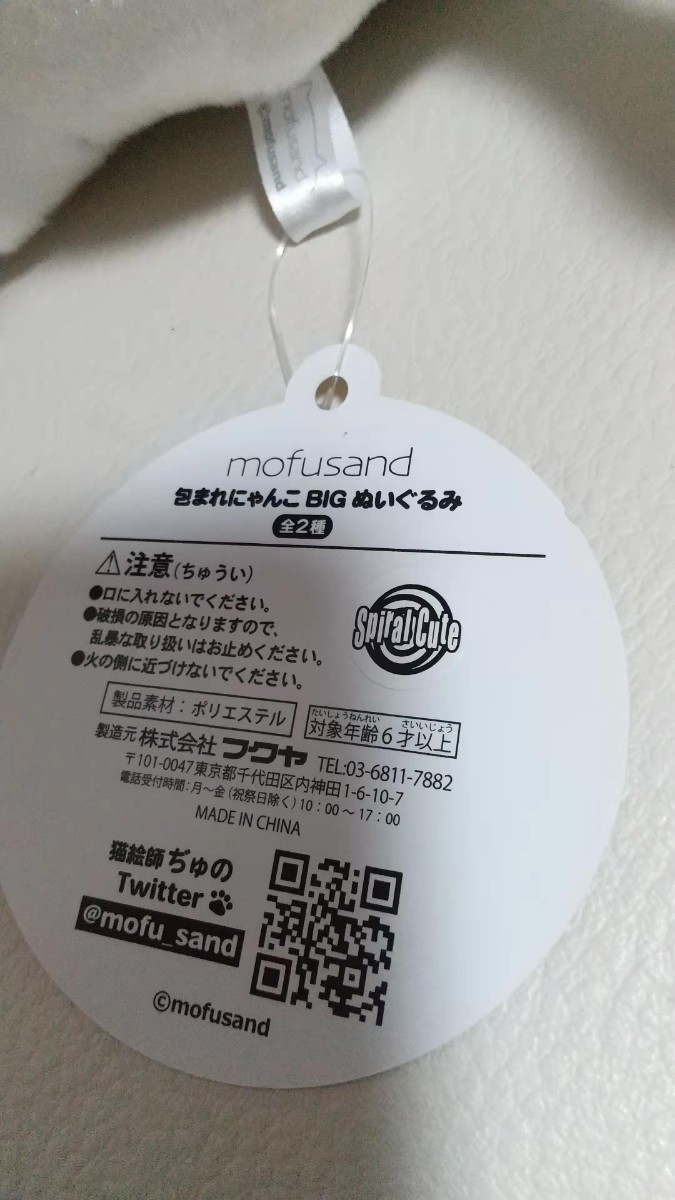 mofusand
©mofusand
mofusand
包まれにゃんこ BIG ぬいぐるみ
全2種
⚠注意(ちゅうい)
●口に入れないでください。
●破損の原因となりますので、
乱暴な取り扱いはお止めください。
●火の側に近づけないでください。
Spiral Cute
製品素材：ポリエステル
たいしょうねんれい さいいじょう
対象年齢6才以上
製造元 株式会社 フクヤ TEL:03-6811-7882
〒101-0047 東京都千代田区内神田1-6-10-7
電話受付時間：月～金(祝祭日除く) 10：00～17：00
MADE IN CHINA
猫絵師ぢゅの
Twitter
@mofu_sand
©mofusand